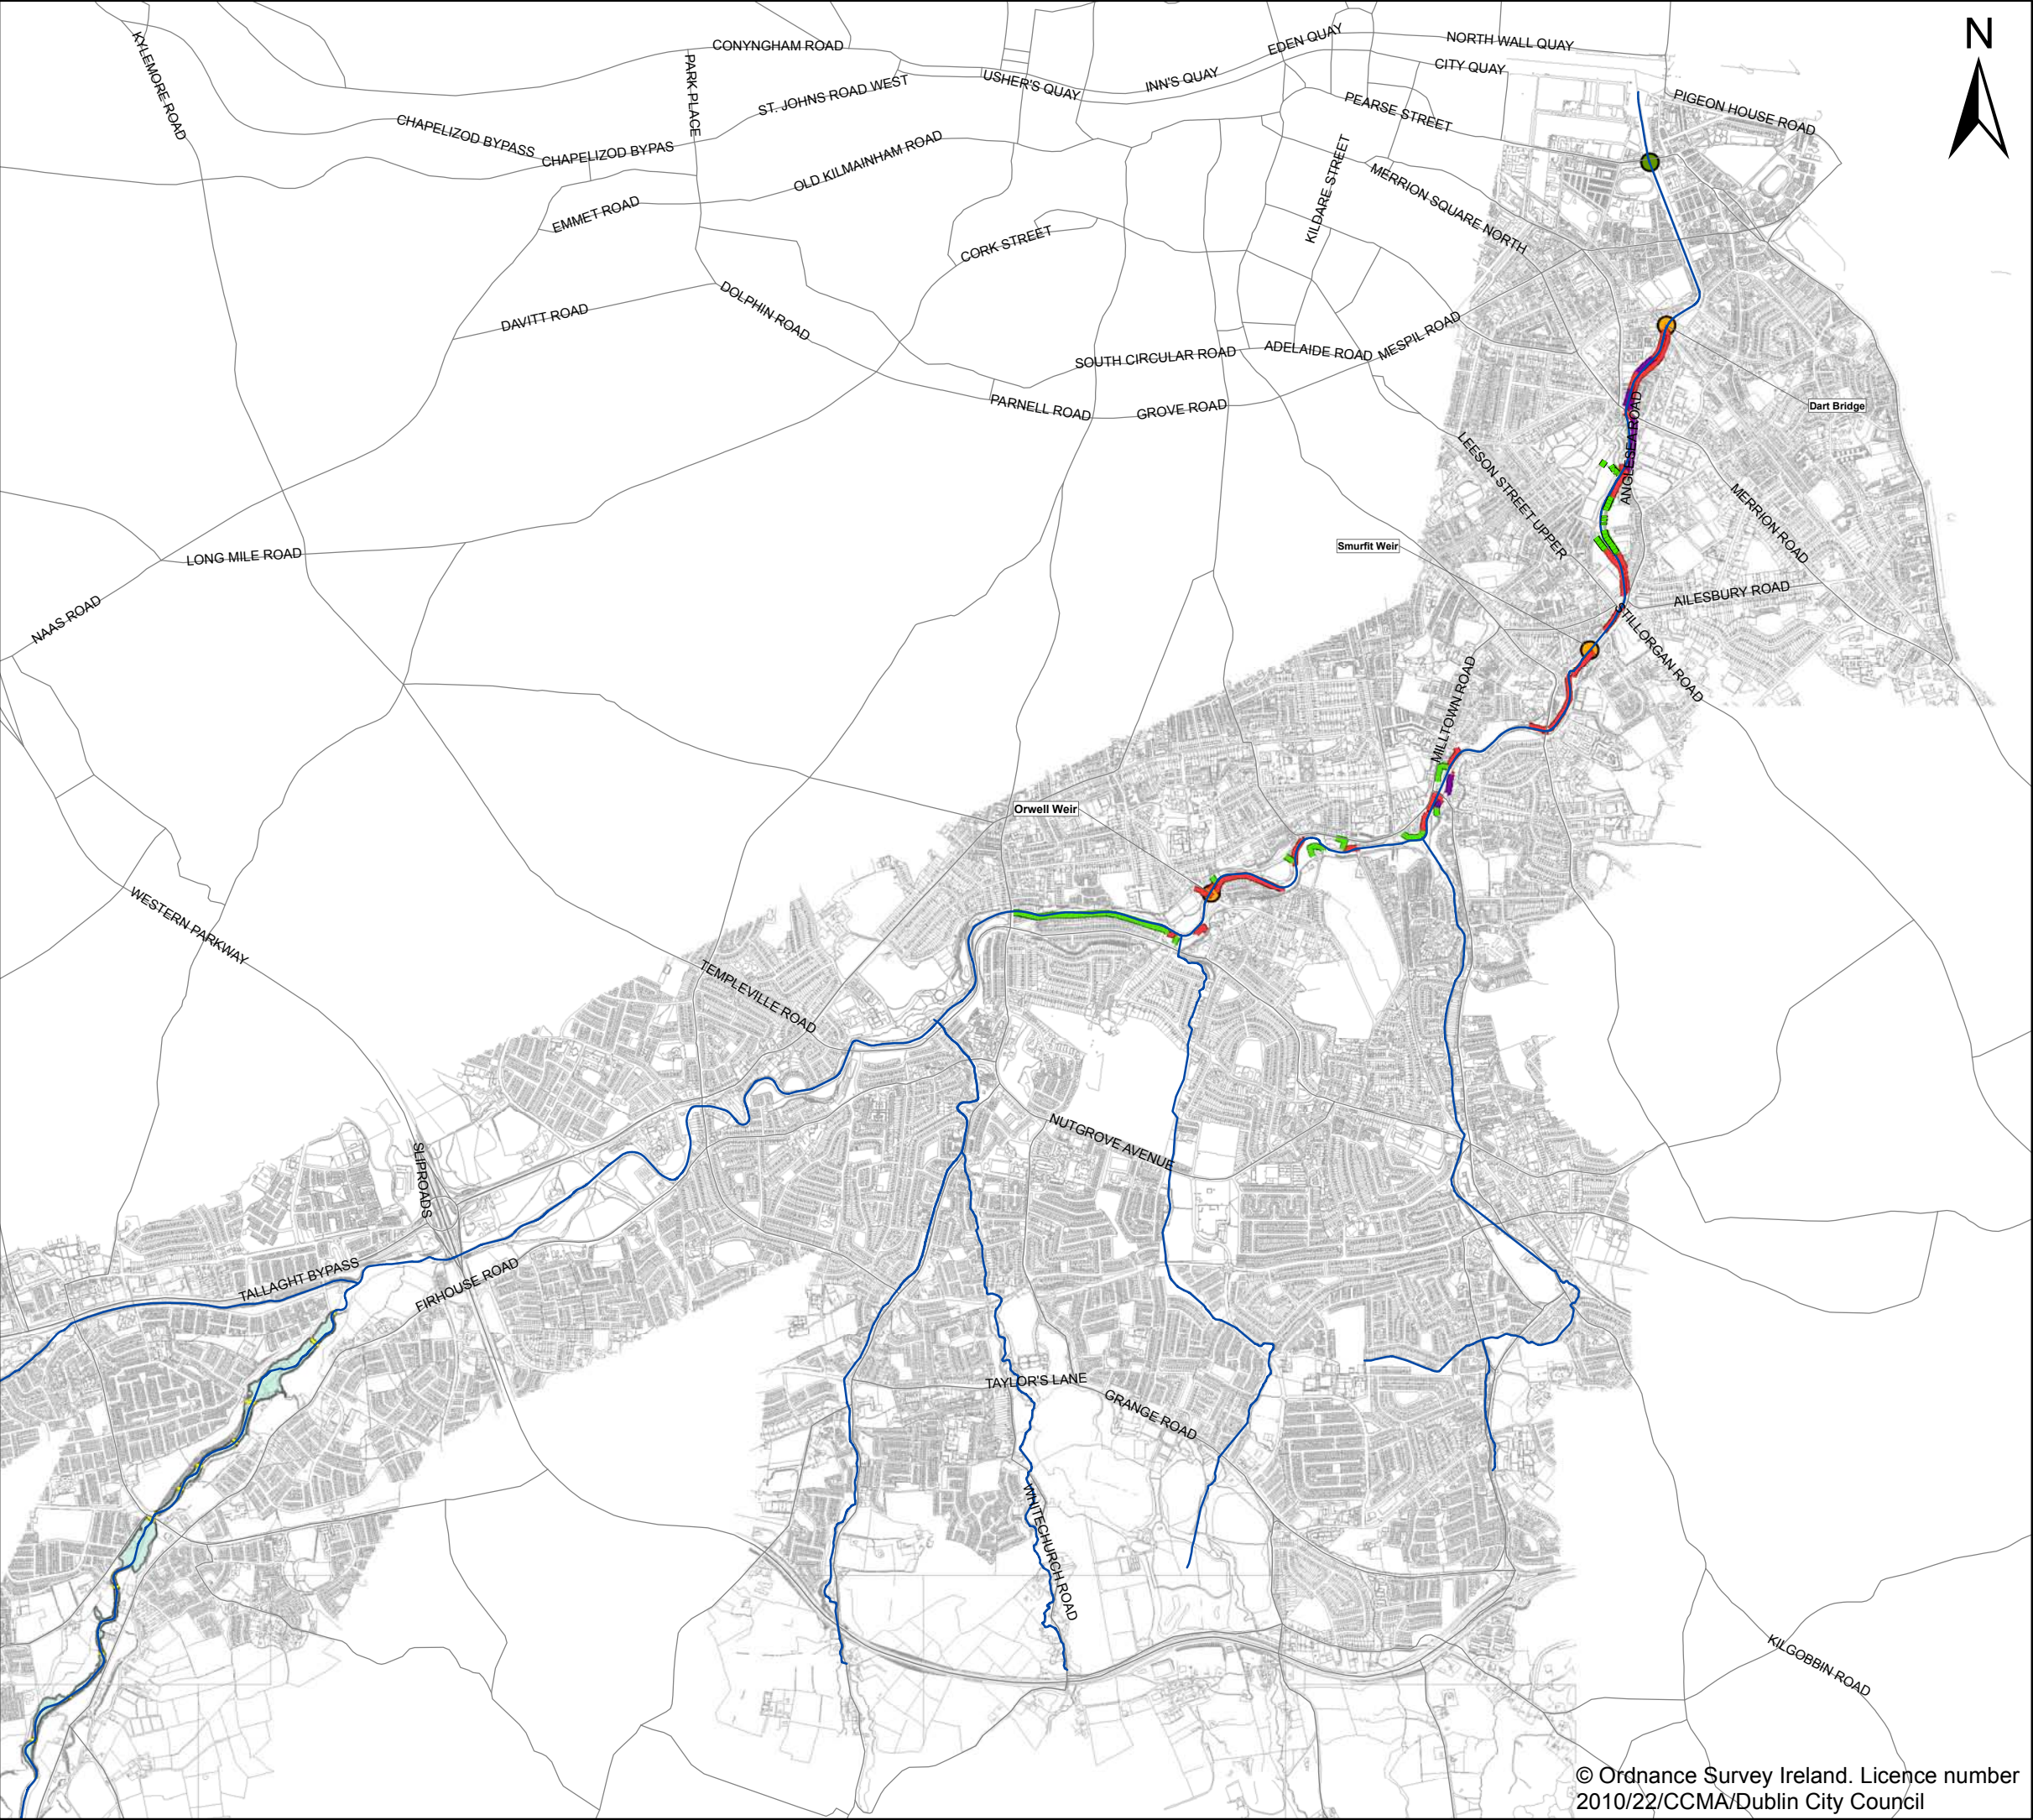 N
KYLEMORE ROAD
CONYNGHAM ROAD
PARK PLACE
EDEN QUAY
NORTH WALL QUAY
CITY QUAY
ST. JOHNS ROAD WEST
USHER'S QUAY
INN'S QUAY
PEARSE STREET
PIGEON HOUSE ROAD
CHAPELIZOD BYPASS
CHAPELIZOD BYPAS
OLD KILMAINHAM ROAD
KILDARE STREET
MERRION SQUARE NORTH
EMMET ROAD
CORK STREET
DAVITT ROAD
DOLPHIN ROAD
SOUTH CIRCULAR ROAD
ADELAIDE ROAD
MESPIL ROAD
PARNELL ROAD
GROVE ROAD
Dart Bridge
ANGLESEA ROAD
LEESON STREET UPPER
MERRION ROAD
LONG MILE ROAD
Smurfit Weir
NAAS ROAD
AILESBURY ROAD
STILLORGAN ROAD
MILLTOWN ROAD
Orwell Weir
WESTERN PARKWAY
TEMPLEVILLE ROAD
NUTGROVE AVENUE
SLIPROADS
TALLAGHT BYPASS
FIRHOUSE ROAD
TAYLOR'S LANE
GRANGE ROAD
WHITECHURCH ROAD
KILGOBBIN ROAD
© Ordnance Survey Ireland. Licence number
2010/22/CCMA/Dublin City Council